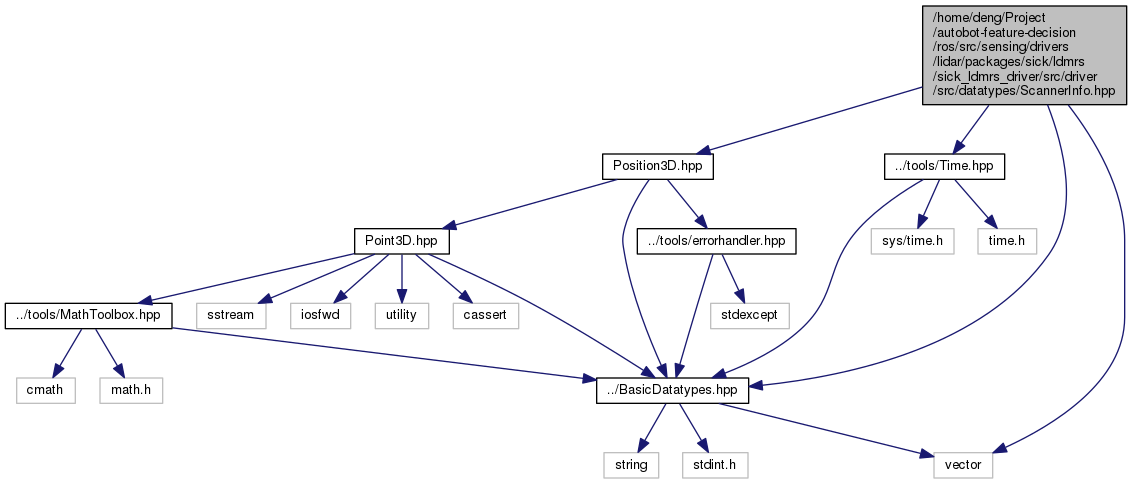 /home/deng/Project
/autobot-feature-decision
/ros/src/sensing/drivers
/lidar/packages/sick/ldmrs
/sick_ldmrs_driver/src/driver
/src/datatypes/ScannerInfo.hpp
Position3D.hpp
../tools/Time.hpp
Point3D.hpp
../tools/errorhandler.hpp
sys/time.h
time.h
../tools/MathToolbox.hpp
sstream
iosfwd
utility
cassert
stdexcept
cmath
math.h
../BasicDatatypes.hpp
string
stdint.h
vector